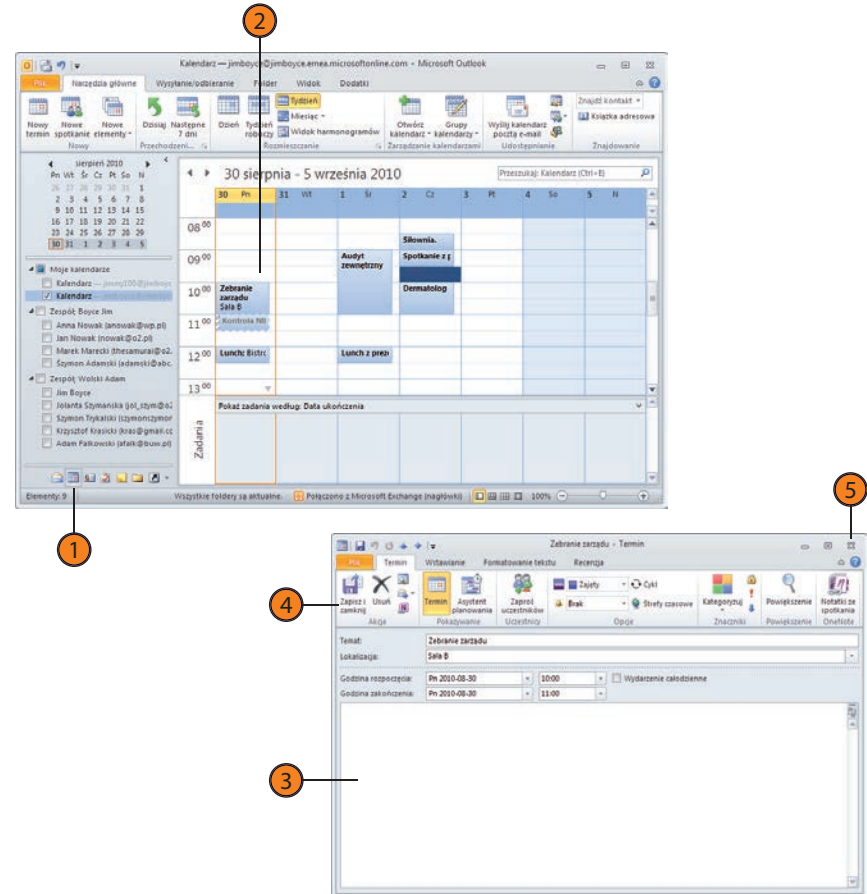 2
Kalendarz — jimboyce@jimboyce.emea.microsoftonline.com - Microsoft Outlook
Plik Narzędzia główne Wysyłanie/odbieranie Folder Widok Dodatki
Nowy termin Nowe spotkanie Nowe elementy Dzisiaj Następne 7 dni Dzień Tydzień roboczy Tydzień Miesiąc Widok harmonogramów Otwórz kalendarz Grupy kalendarzy Wyślij kalendarz pocztą e-mail Znajdź kontakt Książka adresowa
Nowy Przechodzeni... Rozmieszczanie Zarządzanie kalendarzami Udostępnianie Znajdowanie
sierpień 2010
Pn Wt Śr Cz Pt So N
26 27 28 29 30 31 1
2 3 4 5 6 7 8
9 10 11 12 13 14 15
16 17 18 19 20 21 22
23 24 25 26 27 28 29
30 31 1 2 3 4 5
Moje kalendarze
Kalendarz
Kalendarz
Zespół: Boyce Jim
Anna Nowak (anowak@wp.pl)
Jan Nowak (nowak@o2.pl)
Marek Marecki (thesamurai@o2.
Szymon Adamski (adamski@abc.
Zespół: Wolski Adam
Jim Boyce
Jolanta Szymańska (jol_szym@o2
Szymon Trykalski (szymonszymor
Krzysztof Krasicki (kras@gmail.cc
Adam Falkowski (afalk@buw.pl)
30 sierpnia - 5 września 2010
Przeszukaj: Kalendarz (Ctrl+E)
30 Pn 31 Wt 1 Śr 2 Cz 3 Pt 4 So 5 N
08 00
Siłownia.
09 00
Audyt zewnętrzny
Spotkanie z p
10 00
Zebranie zarządu
Sala B
Dermatolog
11 00
Kontrola NII
12 00
Lunch: Bistro
Lunch z preze
13 00
Zadania
Pokaż zadania według: Data ukończenia
Elementy: 9 Wszystkie foldery są aktualne. Połączono z Microsoft Exchange (nagłówki) 100%
1
5
Zebranie zarządu - Termin
Plik Termin Wstawianie Formatowanie tekstu Recenzja
4
Zapisz i zamknij Usuń Termin Asystent planowania Zaproś uczestników Zajęty Brak Cykl Strefy czasowe Kategoryzuj Powiększenie Notatki ze spotkania
Akcje Pokazywanie Uczestnicy Opcje Znaczniki Powiększenie OneNote
Temat: Zebranie zarządu
Lokalizacja: Sala B
Godzina rozpoczęcia: Pn 2010-08-30 10:00 Wydarzenie całodzienne
Godzina zakończenia: Pn 2010-08-30 11:00
3